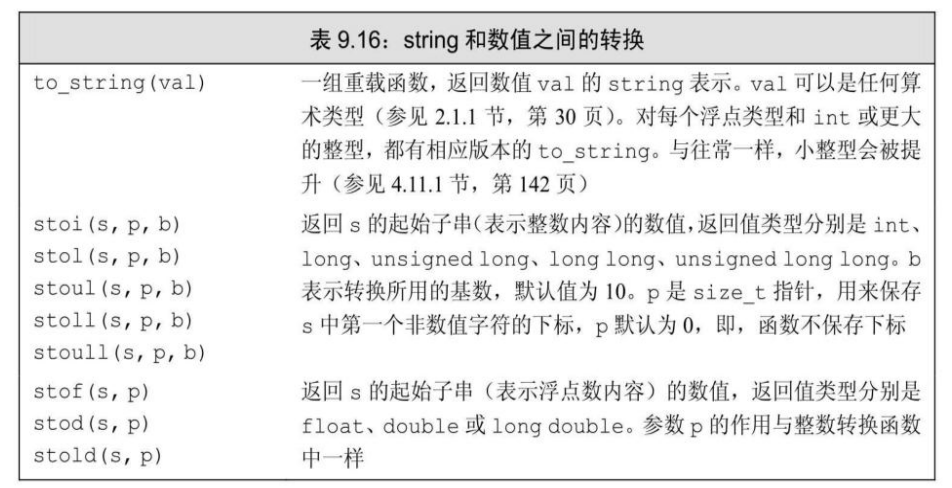 表 9.16：string 和数值之间的转换
to_string(val) 一组重载函数，返回数值 val 的 string 表示。val 可以是任何算
术类型（参见 2.1.1 节，第 30 页）。对每个浮点类型和 int 或更大
的整型，都有相应版本的 to_string。与往常一样，小整型会被提
升（参见 4.11.1 节，第 142 页）
stoi(s, p, b) 返回 s 的起始子串（表示整数内容）的数值，返回值类型分别是 int、
stol(s, p, b) long、unsigned long、long long、unsigned long long。b
stoul(s, p, b) 表示转换所用的基数，默认值为 10。p 是 size_t 指针，用来保存
stoll(s, p, b) s 中第一个非数值字符的下标，p 默认为 0，即，函数不保存下标
stoull(s, p, b)
stof(s, p) 返回 s 的起始子串（表示浮点数内容）的数值，返回值类型分别是
stod(s, p) float、double 或 long double。参数 p 的作用与整数转换函数
stold(s, p) 中一样